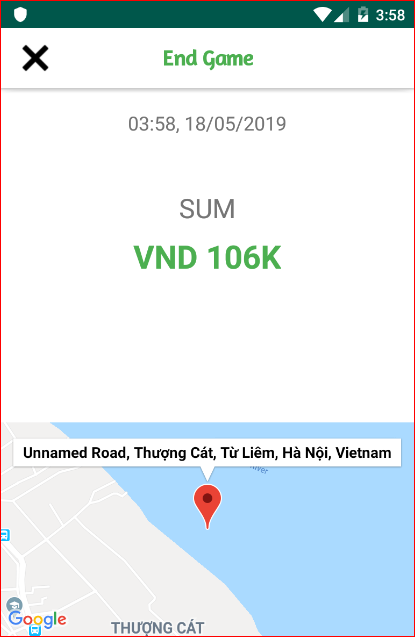 3:58
End Game
03:58, 18/05/2019
SUM
VND 106K
Unnamed Road, Thượng Cát, Từ Liêm, Hà Nội, Vietnam
River
Google
THƯỢNG CÁT